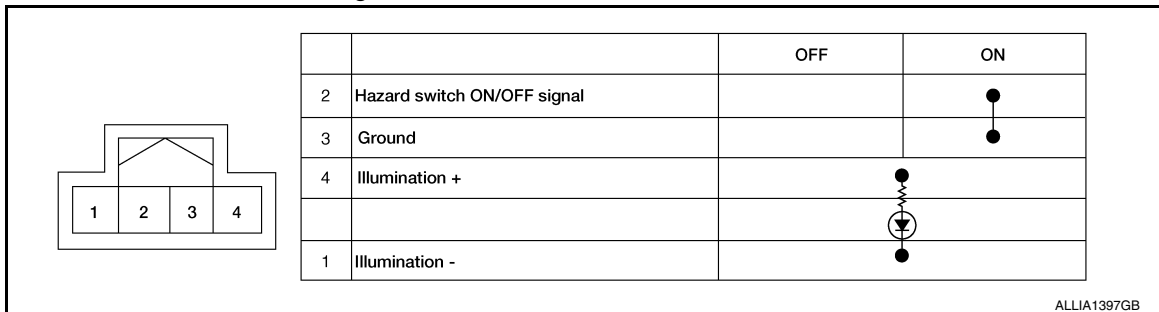 OFF ON
2 Hazard switch ON/OFF signal
3 Ground
4 Illumination +
1 2 3 4
1 Illumination -
ALLIA1397GB